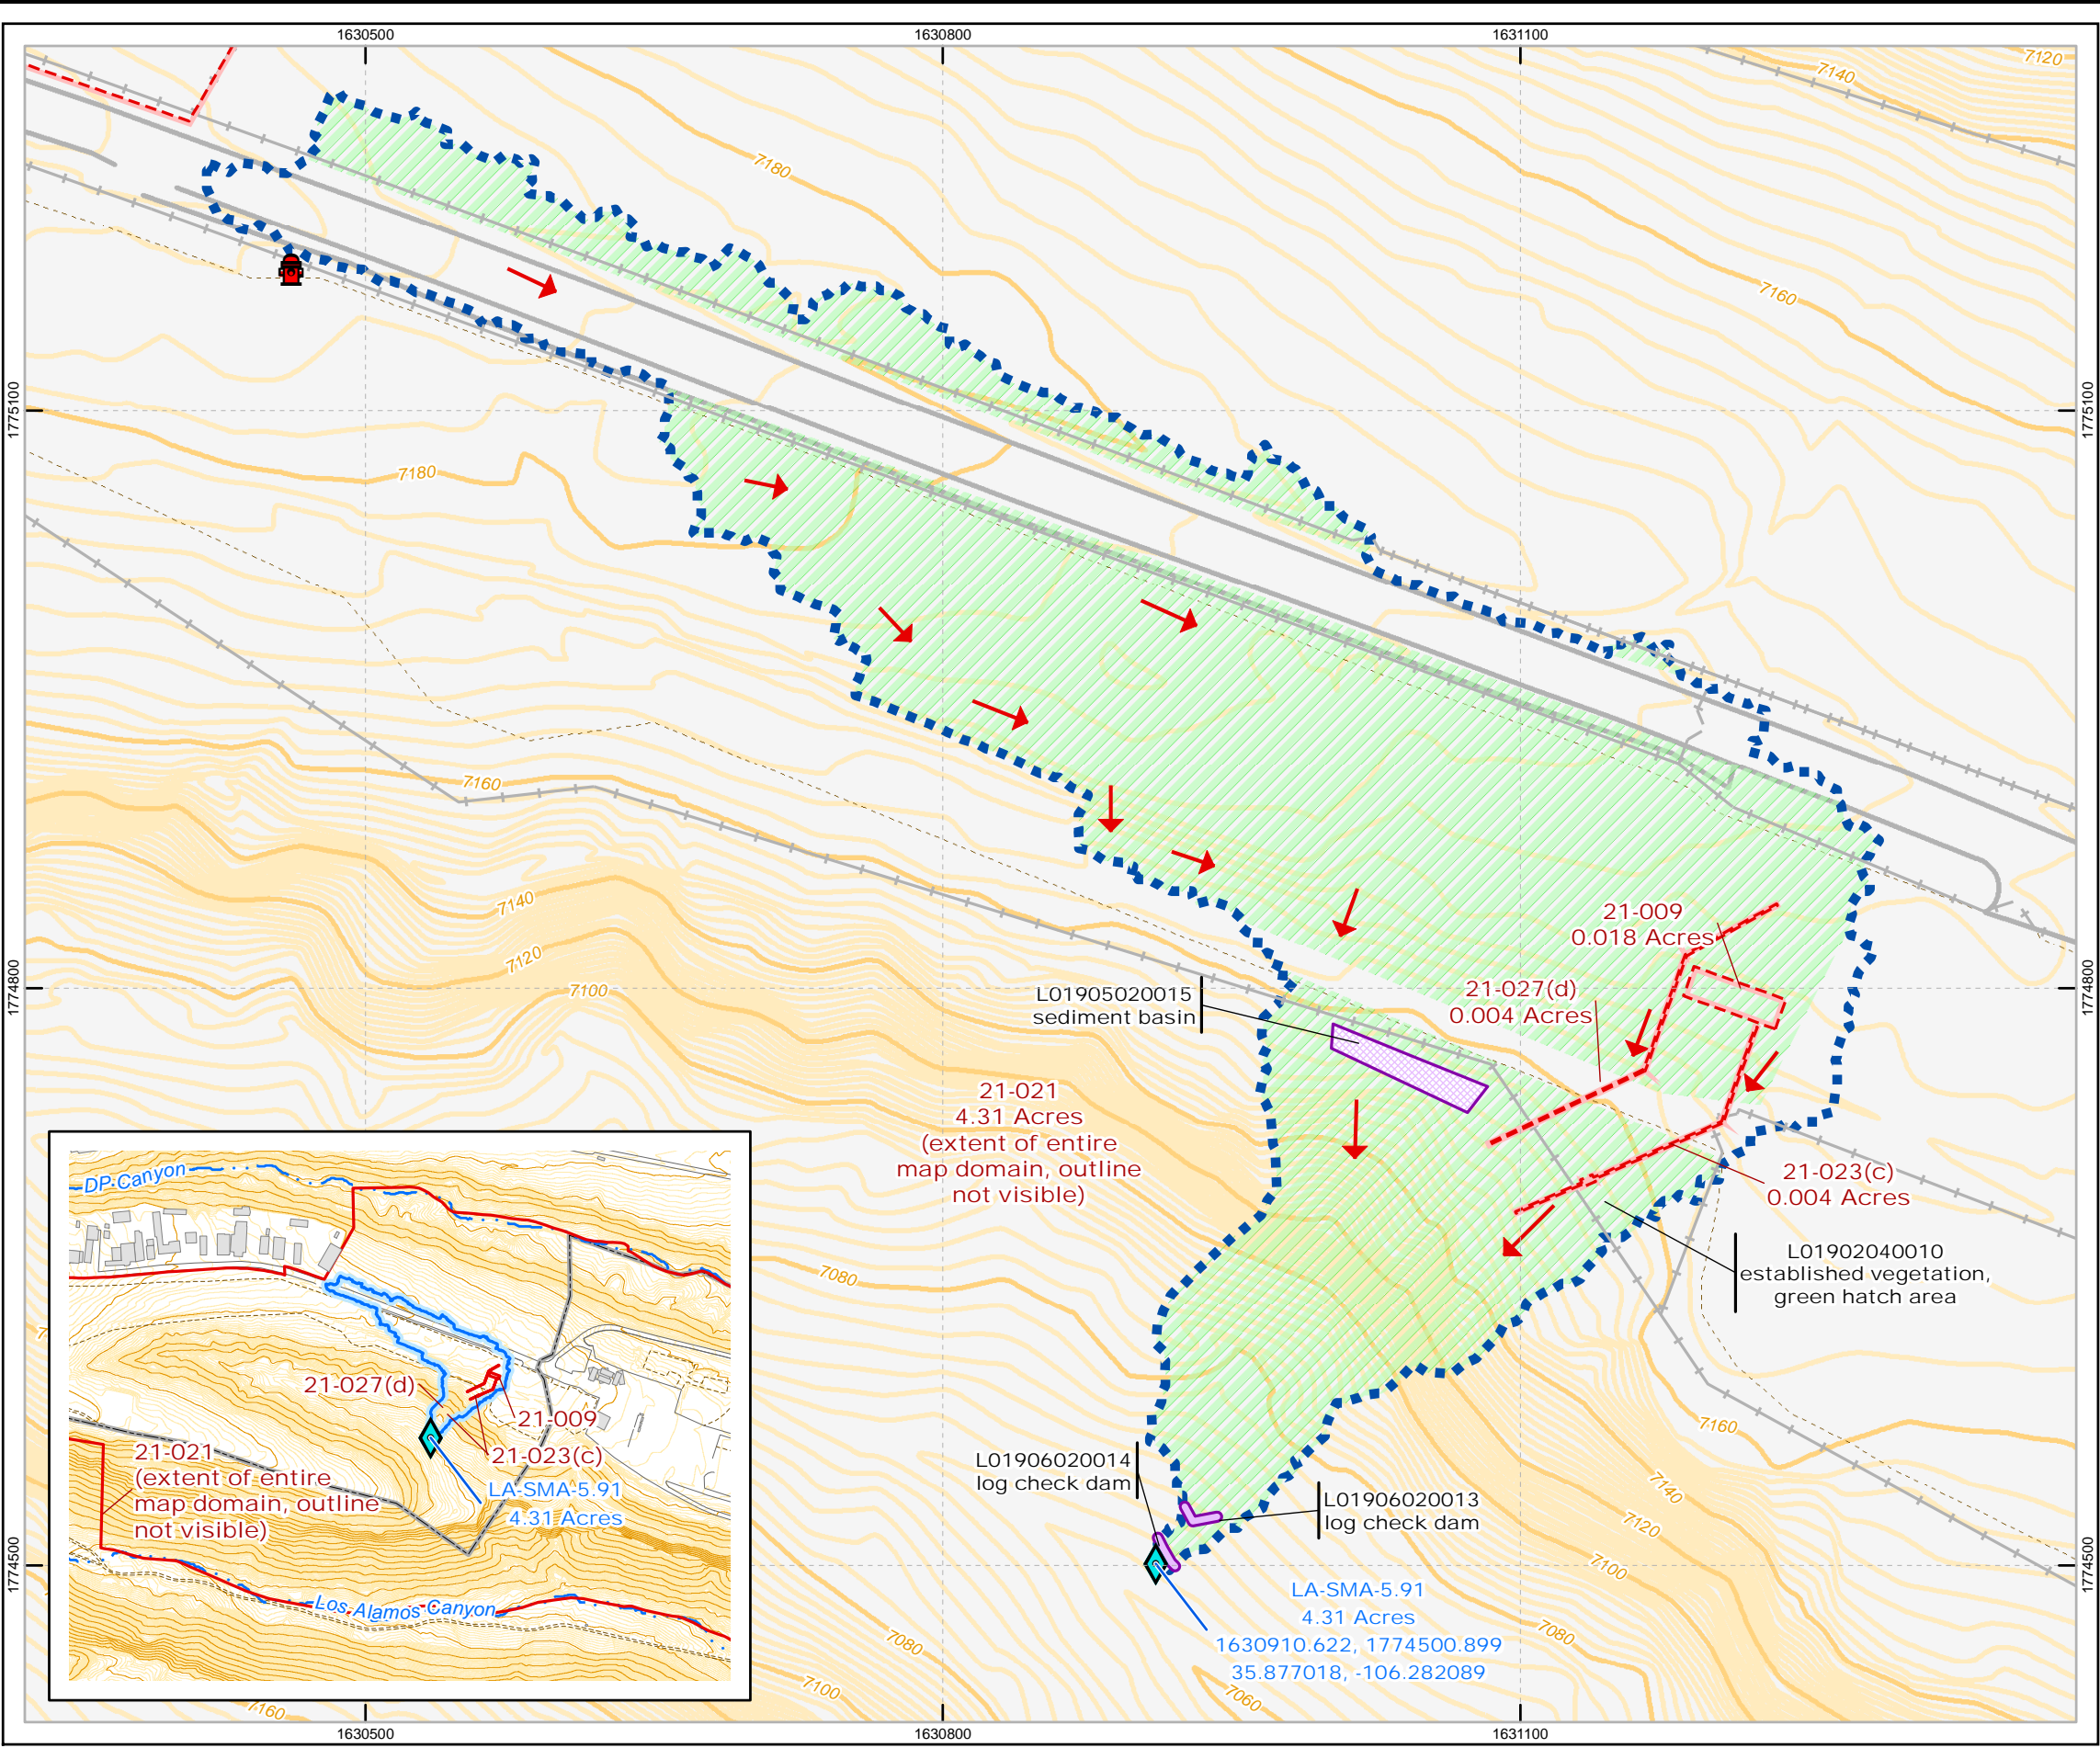 1630500
1630800
1631100
7120
7140
7180
7160
1775100
1775100
7180
7160
7140
7120
7100
21-009
0.018 Acres
21-027(d)
0.004 Acres
1774800
1774800
L01905020015
sediment basin
21-021
4.31 Acres
(extent of entire
map domain, outline
not visible)
21-023(c)
0.004 Acres
L01902040010
established vegetation,
green hatch area
7080
DP Canyon
21-027(d)
21-009
21-023(c)
21-021
(extent of entire
map domain, outline
not visible)
LA-SMA-5.91
4.31 Acres
Los Alamos Canyon
7160
7140
7120
7100
7080
L01906020014
log check dam
L01906020013
log check dam
1774500
1774500
LA-SMA-5.91
4.31 Acres
1630910.622, 1774500.899
35.877018, -106.282089
7080
7100
7060
7160
1630500
1630800
1631100